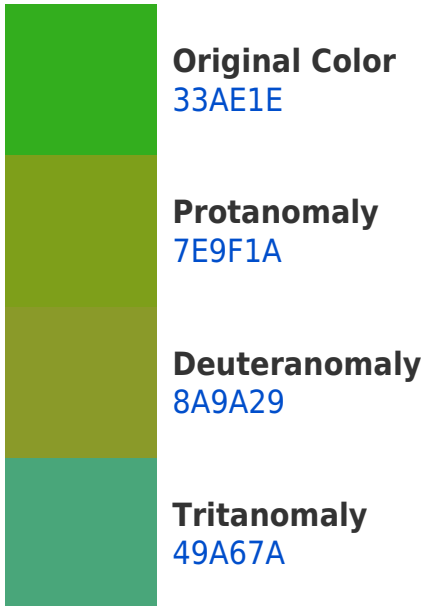 Original Color
33AE1E
Protanomaly
7E9F1A
Deuteranomaly
8A9A29
Tritanomaly
49A67A